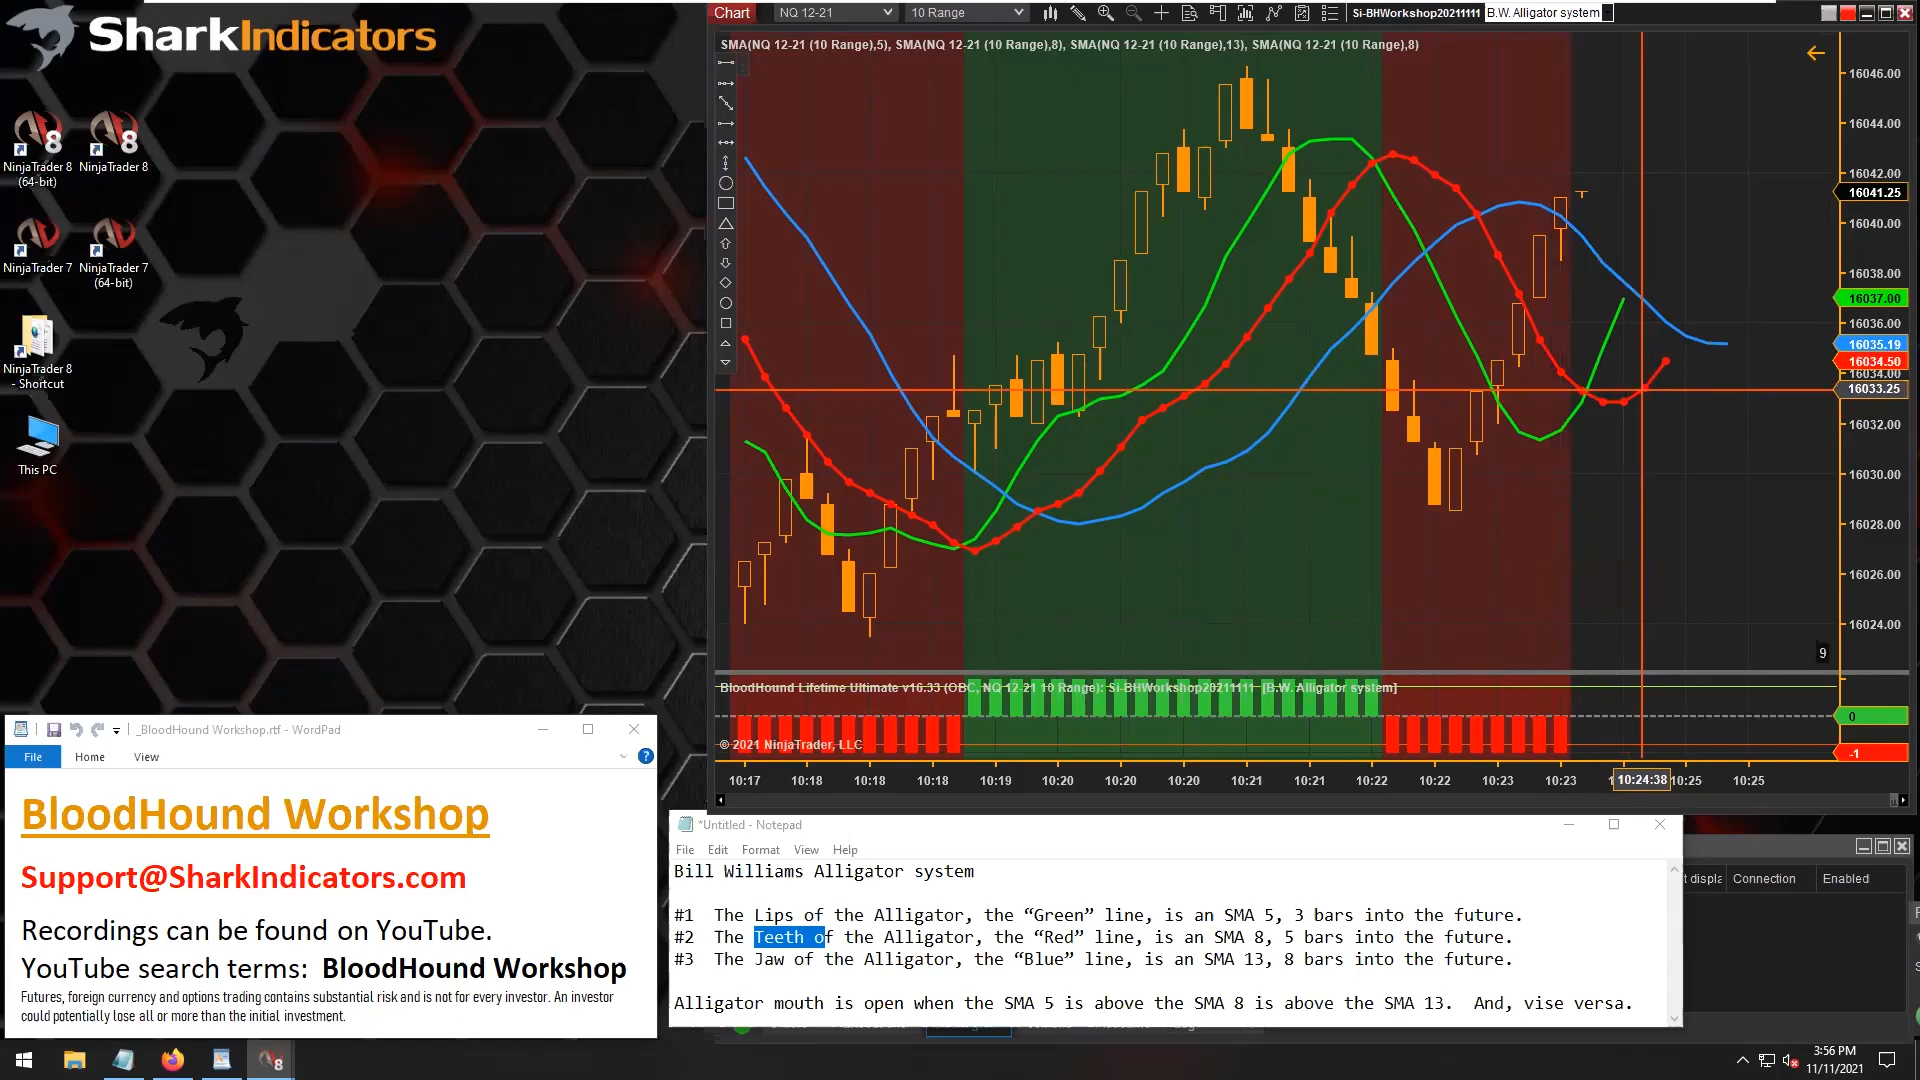 SharkIndicators
NinjaTrader 8
(64-bit)
NinjaTrader 8
NinjaTrader 7
NinjaTrader 7
(64-bit)
NinjaTrader 8
- Shortcut
This PC
Chart
NQ 12-21
10 Range
Si-BHWorkshop20211111
B.W. Alligator system
SMA(NQ 12-21 (10 Range),5), SMA(NQ 12-21 (10 Range),8), SMA(NQ 12-21 (10 Range),13), SMA(NQ 12-21 (10 Range),8)
16046.00
16044.00
16042.00
16041.25
16040.00
16038.00
16037.00
16036.00
16035.19
16034.50
16034.00
16033.25
16032.00
16030.00
16028.00
16026.00
16024.00
9
BloodHound Lifetime Ultimate v16.33 (OBC, NQ 12-21 10 Range): Si-BHWorkshop20211111 [B.W. Alligator system]
0
© 2021 NinjaTrader, LLC
-1
10:17 10:18 10:18 10:18 10:19 10:20 10:20 10:20 10:21 10:21 10:22 10:22 10:23 10:23 10:24:38 10:25 10:25
_BloodHound Workshop.rtf - WordPad
File Home View
BloodHound Workshop
Support@SharkIndicators.com
Recordings can be found on YouTube.
YouTube search terms: BloodHound Workshop
Futures, foreign currency and options trading contains substantial risk and is not for every investor. An investor
could potentially lose all or more than the initial investment.
*Untitled - Notepad
File Edit Format View Help
Bill Williams Alligator system
#1 The Lips of the Alligator, the “Green” line, is an SMA 5, 3 bars into the future.
#2 The Teeth of the Alligator, the “Red” line, is an SMA 8, 5 bars into the future.
#3 The Jaw of the Alligator, the “Blue” line, is an SMA 13, 8 bars into the future.
Alligator mouth is open when the SMA 5 is above the SMA 8 is above the SMA 13. And, vise versa.
Connection Enabled
3:56 PM
11/11/2021